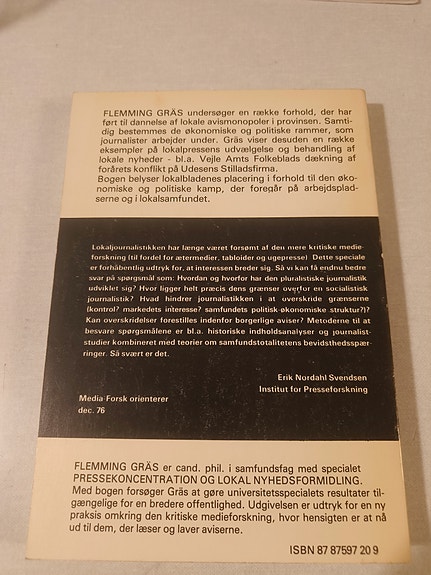 FLEMMING GRÄS undersøger en række forhold, der har
ført til dannelse af lokale avismonopoler i provinsen. Samti-
dig bestemmes de økonomiske og politiske rammer, som
journalister arbejder under. Gräs viser desuden en række
eksempler på lokalpressens udvælgelse og behandling af
lokale nyheder - bl.a. Vejle Amts Folkeblads dækning af
forårets konflikt på Udesens Stilladsfirma.
Bogen belyser lokalbladenes placering i forhold til den øko-
nomiske og politiske kamp, der foregår på arbejdsplad-
serne og i lokalsamfundet.
Lokaljournalistikken har længe været forsømt af den mere kritiske medie-
forskning (til fordel for ætermedier, tabloider og ugepresse) Dette speciale
er forhåbentlig udtryk for, at interessen breder sig. Så vi kan få endnu bedre
svar på spørgsmål som: Hvordan og hvorfor har den pluralistiske journalistik
udviklet sig? Hvor ligger helt præcis dens grænser overfor en socialistisk
journalistik? Hvad hindrer journalistikken i at overskride grænserne
(kontrol? markedets interesse? samfundets politisk-økonomiske struktur?)?
Kan overskridelser forestilles indenfor borgerlige aviser? Metoderne til at
besvare spørgsmålene er bl.a. historiske indholdsanalyser og journalist-
studier kombineret med teorier om samfundstotalitetens bevidsthedsspær-
ringer. Så svært er det.
Erik Nordahl Svendsen
Institut for Presseforskning
Media Forsk orienterer
dec. 76
FLEMMING GRÄS er cand. phil. i samfundsfag med specialet
PRESSEKONCENTRATION OG LOKAL NYHEDSFORMIDLING.
Med bogen forsøger Gräs at gøre universitetsspecialets resultater til-
gængelige for en bredere offentlighed. Udgivelsen er udtryk for en ny
praksis omkring den kritiske medieforskning, hvor hensigten er at nå
ud til dem, der læser og laver aviserne.
ISBN 87 87597 20 9